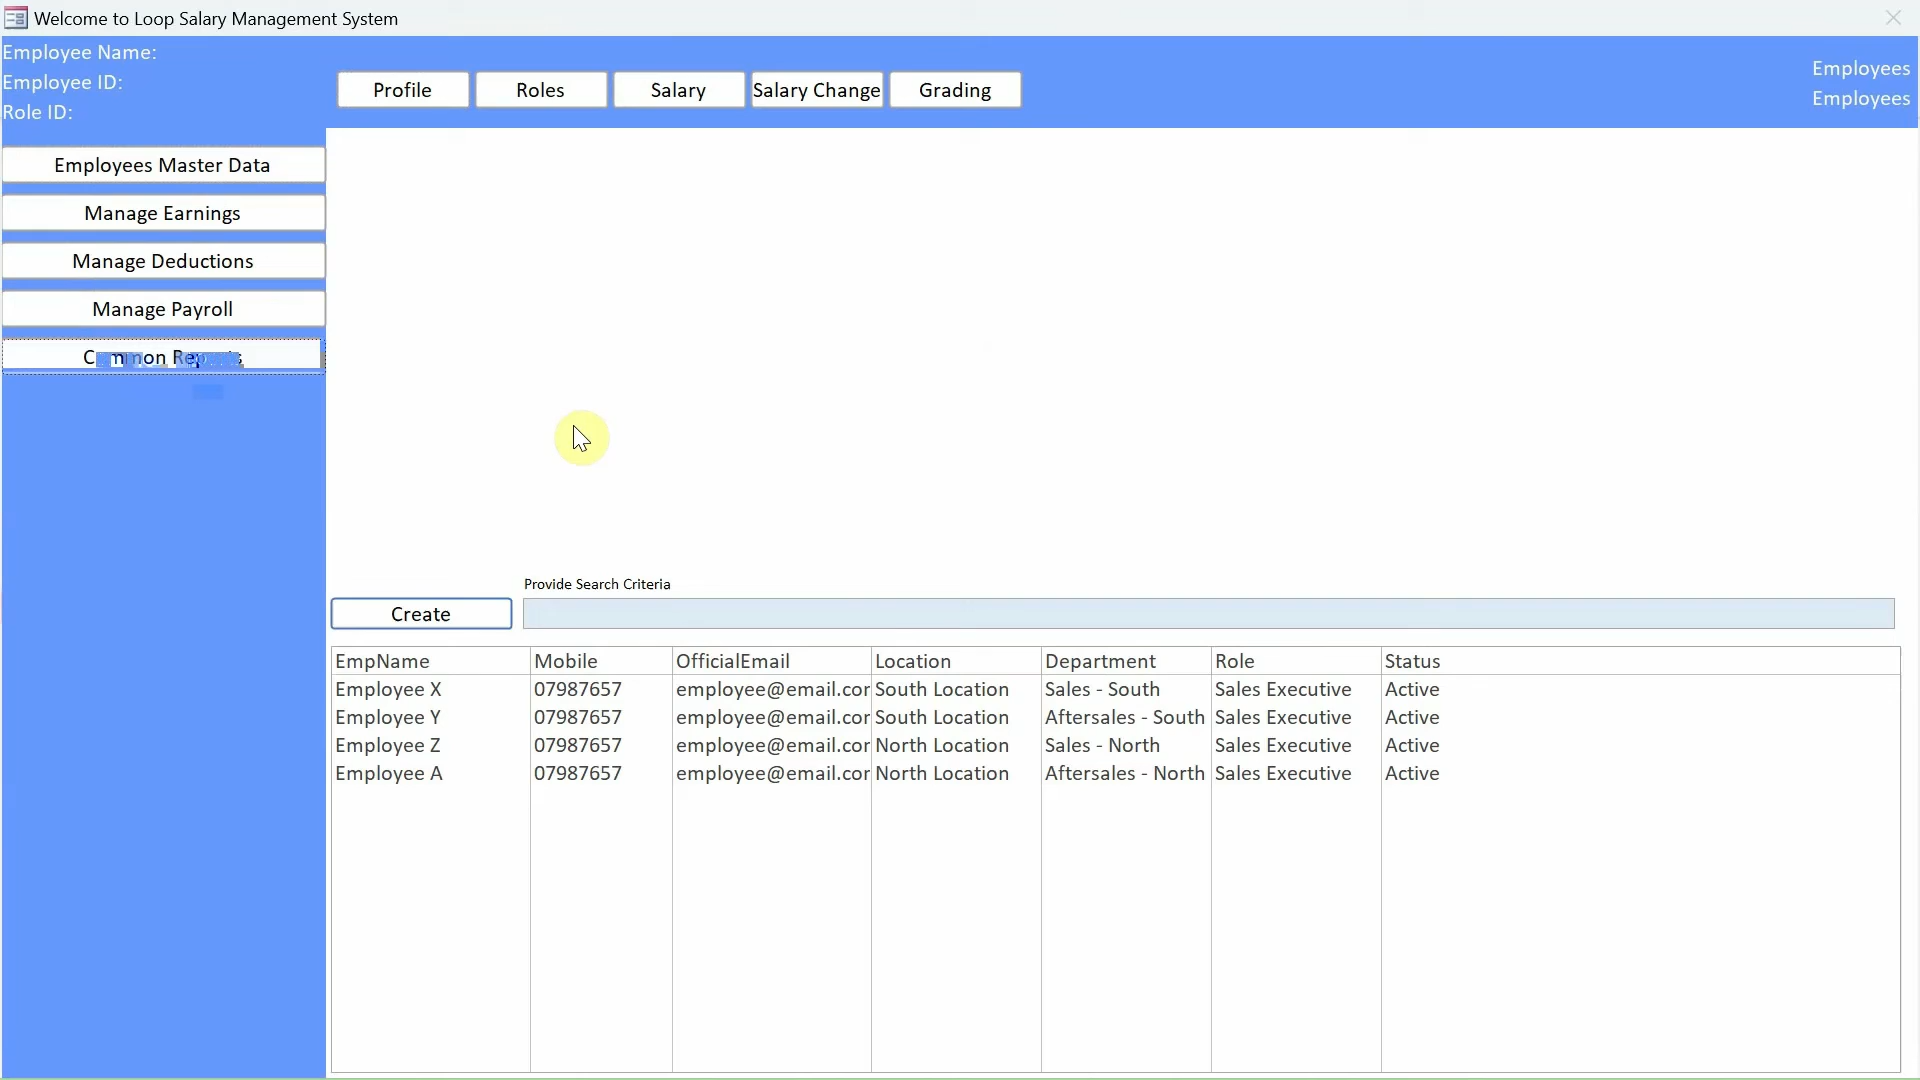 Welcome to Loop Salary Management System
Employee Name:
Employee ID:
Role ID:
Profile
Roles
Salary
Salary Change
Grading
Employees
Employees
Employees Master Data
Manage Earnings
Manage Deductions
Manage Payroll
Common Reports
Provide Search Criteria
Create
EmpName Mobile OfficialEmail Location Department Role Status
Employee X 07987657 employee@email.cor South Location Sales - South Sales Executive Active
Employee Y 07987657 employee@email.cor South Location Aftersales - South Sales Executive Active
Employee Z 07987657 employee@email.cor North Location Sales - North Sales Executive Active
Employee A 07987657 employee@email.cor North Location Aftersales - North Sales Executive Active